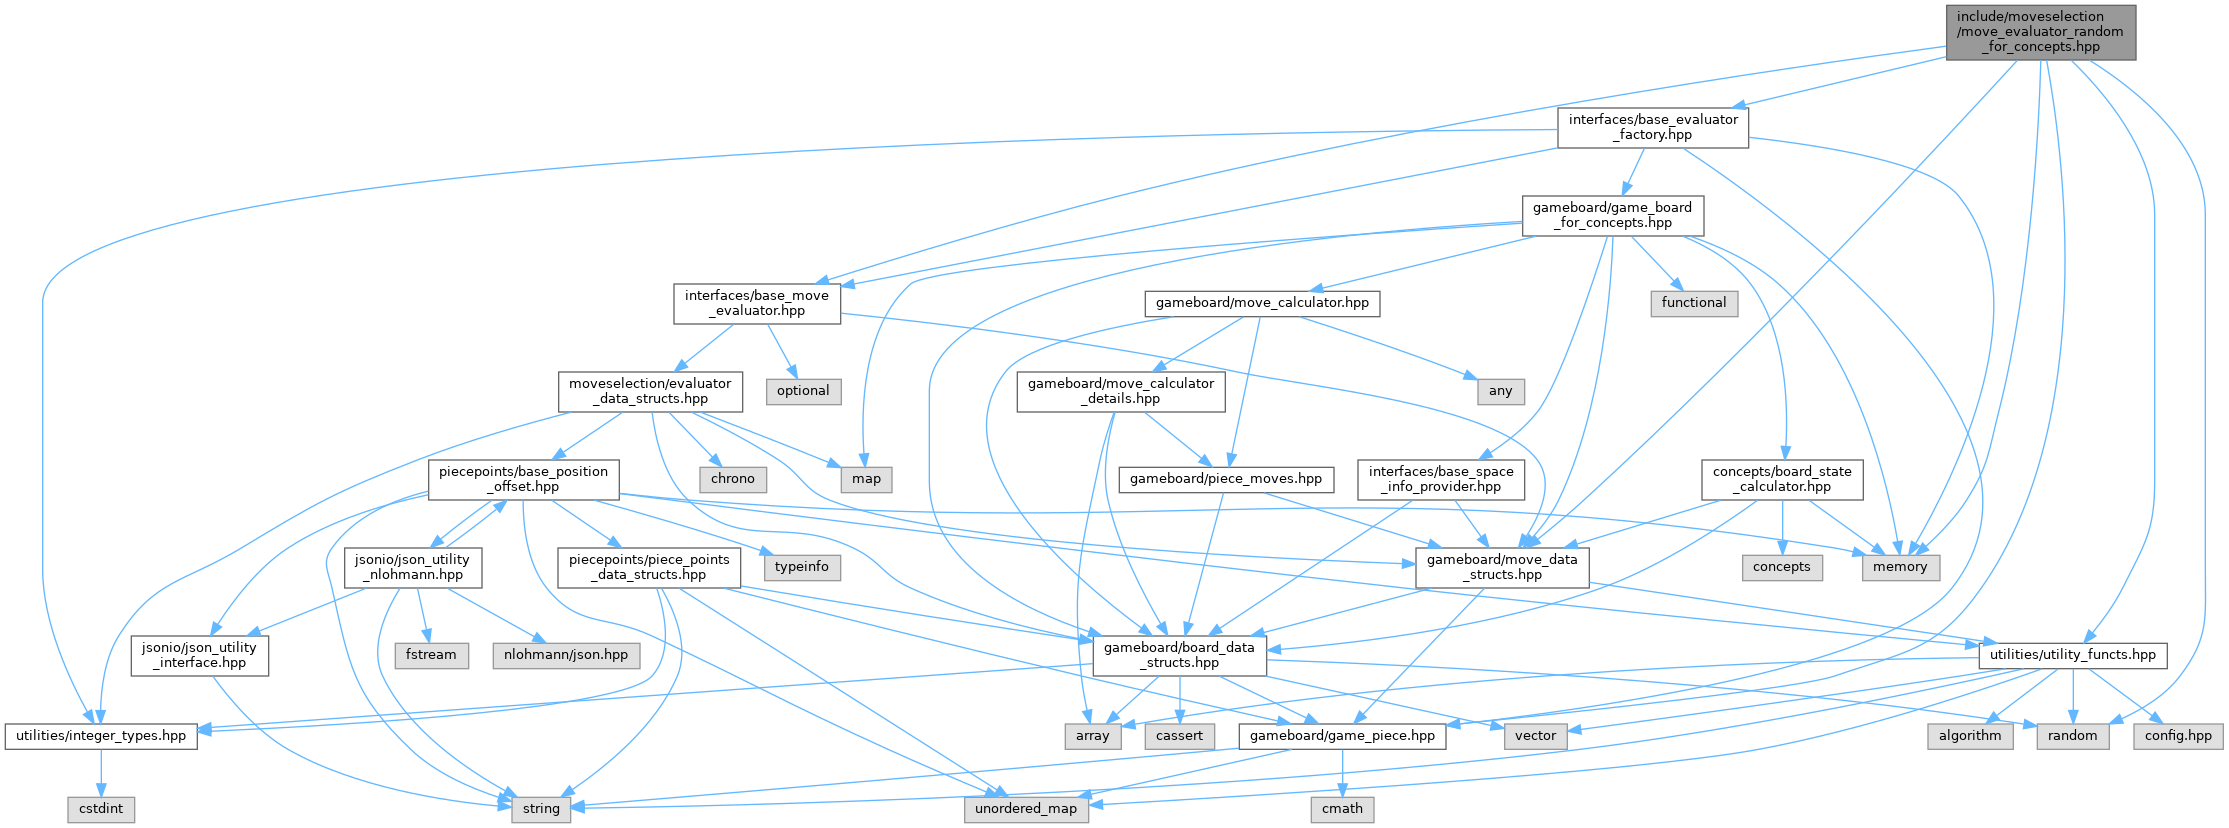 include/moveselection
/move_evaluator_random
_for_concepts.hpp
interfaces/base_evaluator
_factory.hpp
gameboard/game_board
_for_concepts.hpp
interfaces/base_move
_evaluator.hpp
gameboard/move_calculator.hpp
functional
moveselection/evaluator
_data_structs.hpp
optional
gameboard/move_calculator
_details.hpp
any
piecepoints/base_position
_offset.hpp
chrono
map
gameboard/piece_moves.hpp
interfaces/base_space
_info_provider.hpp
concepts/board_state
_calculator.hpp
jsonio/json_utility
_nlohmann.hpp
piecepoints/piece_points
_data_structs.hpp
typeinfo
gameboard/move_data
_structs.hpp
concepts
memory
jsonio/json_utility
_interface.hpp
fstream
nlohmann/json.hpp
gameboard/board_data
_structs.hpp
utilities/utility_functs.hpp
utilities/integer_types.hpp
array
cassert
gameboard/game_piece.hpp
vector
algorithm
random
config.hpp
cstdint
string
unordered_map
cmath